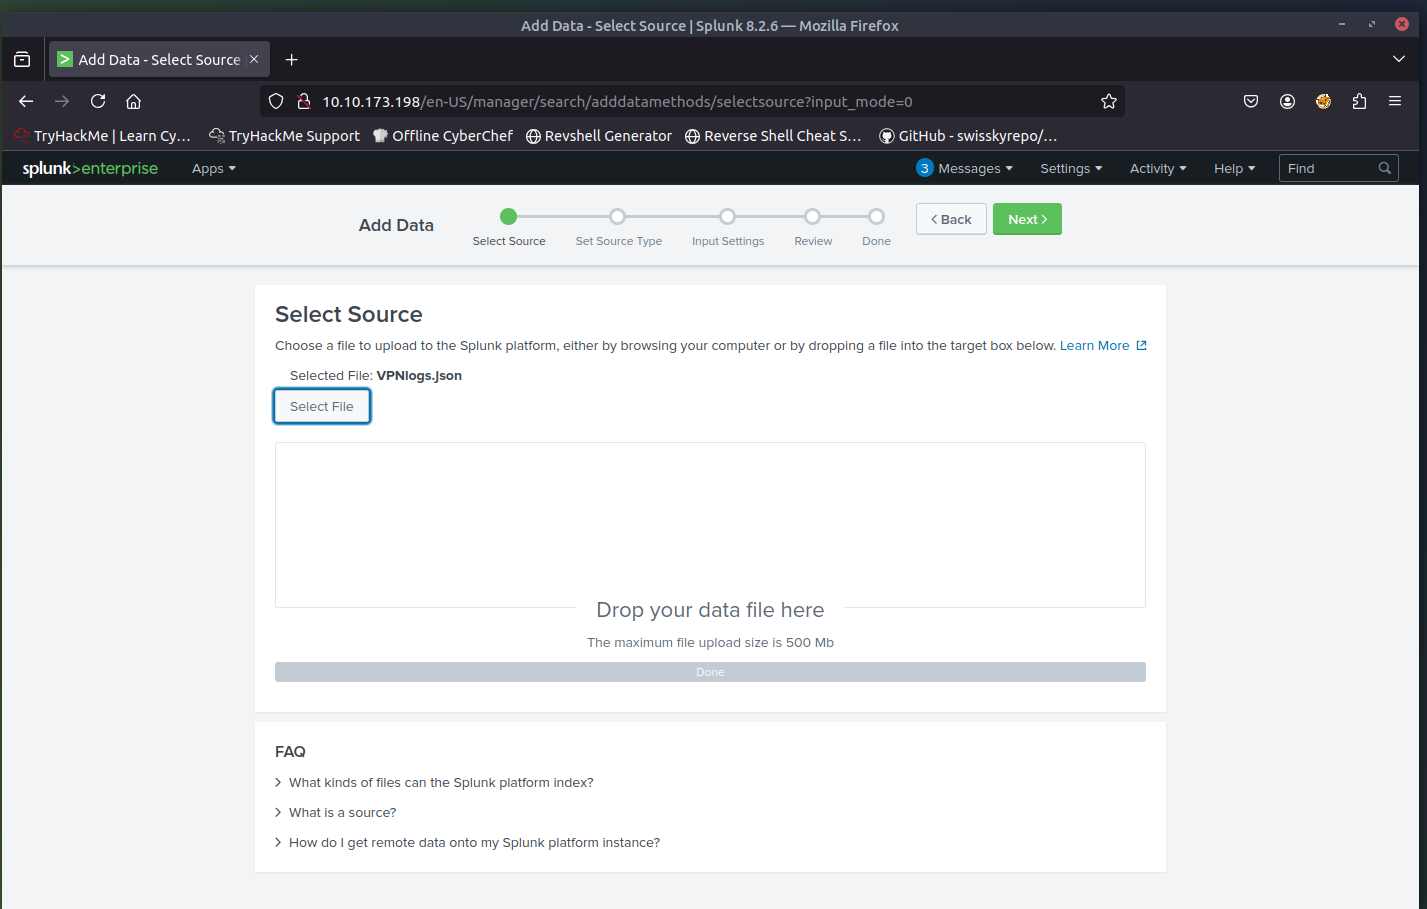 Add Data - Select Source | Splunk 8.2.6 — Mozilla Firefox
Add Data - Select Source
10.10.173.198/en-US/manager/search/adddatamethods/selectsource?input_mode=0
TryHackMe | Learn Cy... TryHackMe Support Offline CyberChef Revshell Generator Reverse Shell Cheat S... GitHub - swisskyrepo/...
splunk>enterprise Apps 3 Messages Settings Activity Help Find
Add Data
Select Source Set Source Type Input Settings Review Done
< Back Next >
Select Source
Choose a file to upload to the Splunk platform, either by browsing your computer or by dropping a file into the target box below. Learn More
Selected File: VPNlogs.json
Select File
Drop your data file here
The maximum file upload size is 500 Mb
Done
FAQ
> What kinds of files can the Splunk platform index?
> What is a source?
> How do I get remote data onto my Splunk platform instance?